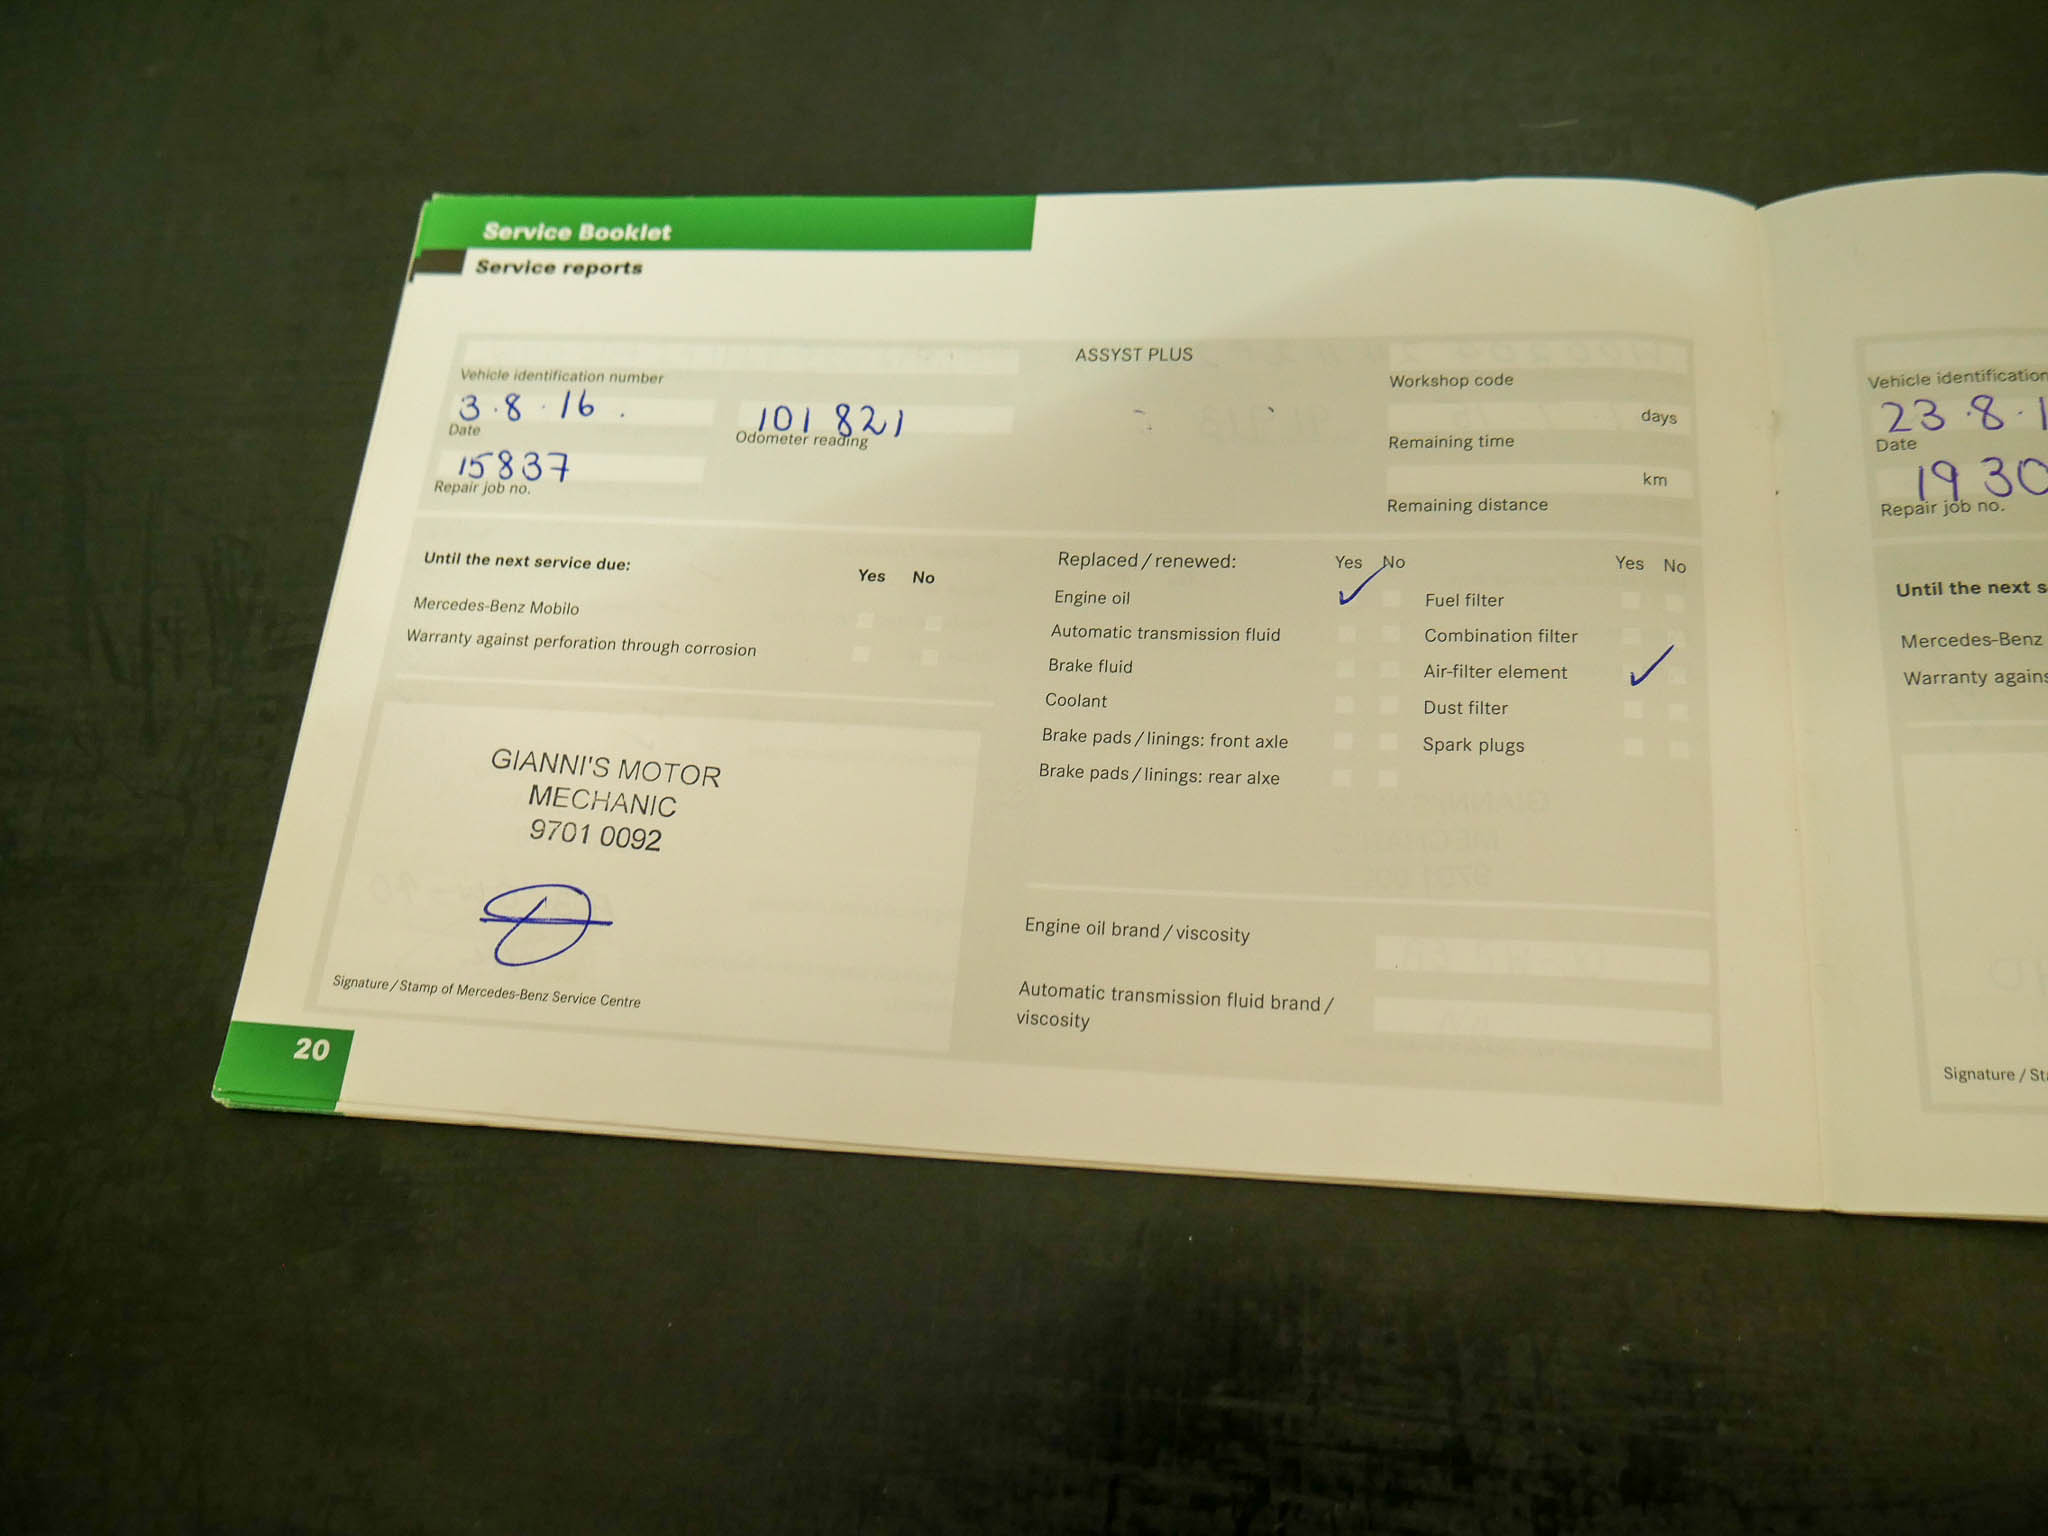 Service Booklet
Service reports
ASSYST PLUS
Vehicle identification number
Workshop code
3.8.16.
101 821
days
Date
Odometer reading
Remaining time
15837
km
Repair job no.
Remaining distance
Until the next service due:
Yes No
Mercedes-Benz Mobilo
Warranty against perforation through corrosion
Replaced / renewed:
Yes No
Yes No
Engine oil
Fuel filter
Automatic transmission fluid
Combination filter
Brake fluid
Air-filter element
Coolant
Dust filter
Brake pads / linings: front axle
Spark plugs
Brake pads / linings: rear alxe
GIANNI'S MOTOR
MECHANIC
9701 0092
Signature / Stamp of Mercedes-Benz Service Centre
Engine oil brand / viscosity
Automatic transmission fluid brand /
viscosity
20
Vehicle identification
23.8.1
Date
19 30
Repair job no.
Until the next s
Mercedes-Benz
Warranty agains
Signature / St